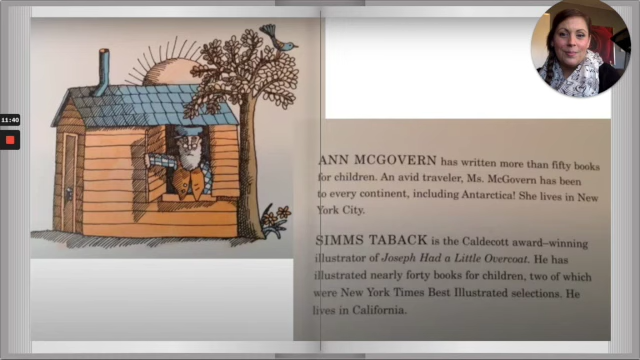 11:40
ANN MCGOVERN has written more than fifty books
for children. An avid traveler, Ms. McGovern has been
to every continent, including Antarctica! She lives in New
York City.
SIMMS TABACK is the Caldecott award–winning
illustrator of Joseph Had a Little Overcoat. He has
illustrated nearly forty books for children, two of which
were New York Times Best Illustrated selections. He
lives in California.